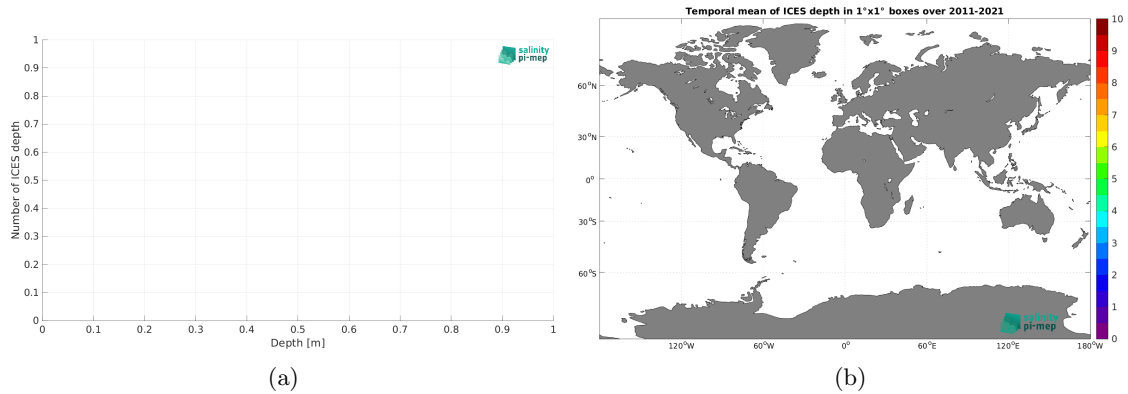 1
0.9
0.8
0.7
0.6
0.5
0.4
0.3
0.2
0.1
0
Number of ICES depth
0 0.1 0.2 0.3 0.4 0.5 0.6 0.7 0.8 0.9 1
Depth [m]
salinity
pi-mep
(a)
Temporal mean of ICES depth in 1°x1° boxes over 2011-2021
60°N
30°N
0°
30°S
60°S
120°W 60°W 0° 60°E 120°E 180°W
salinity
pi-mep
10
9
8
7
6
5
4
3
2
1
0
(b)